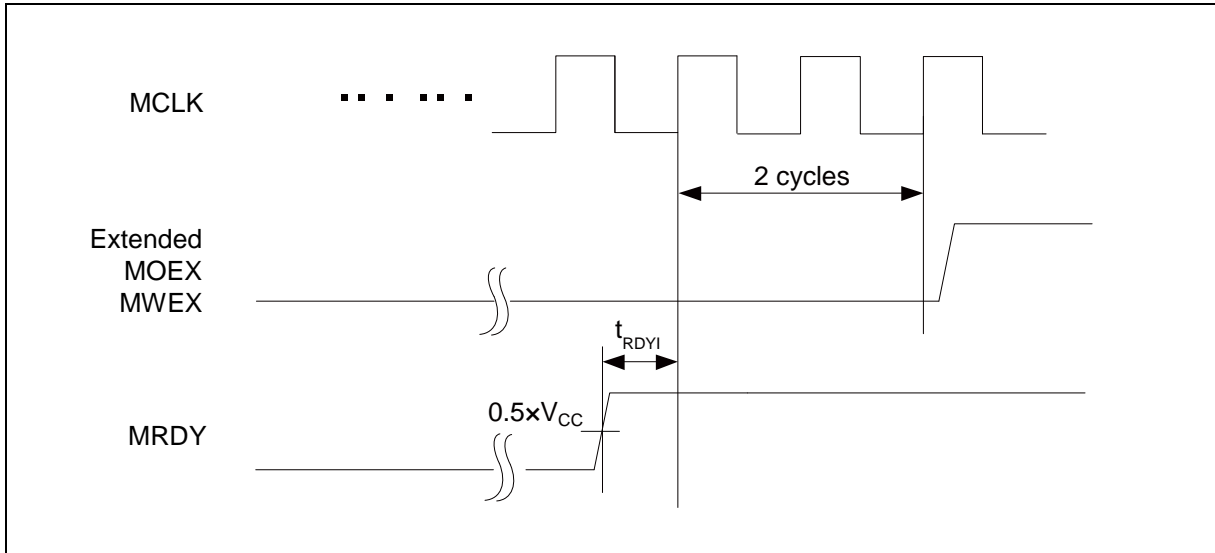 MCLK
2 cycles
Extended
MOEX
MWEX
tRDYI
0.5×VCC
MRDY